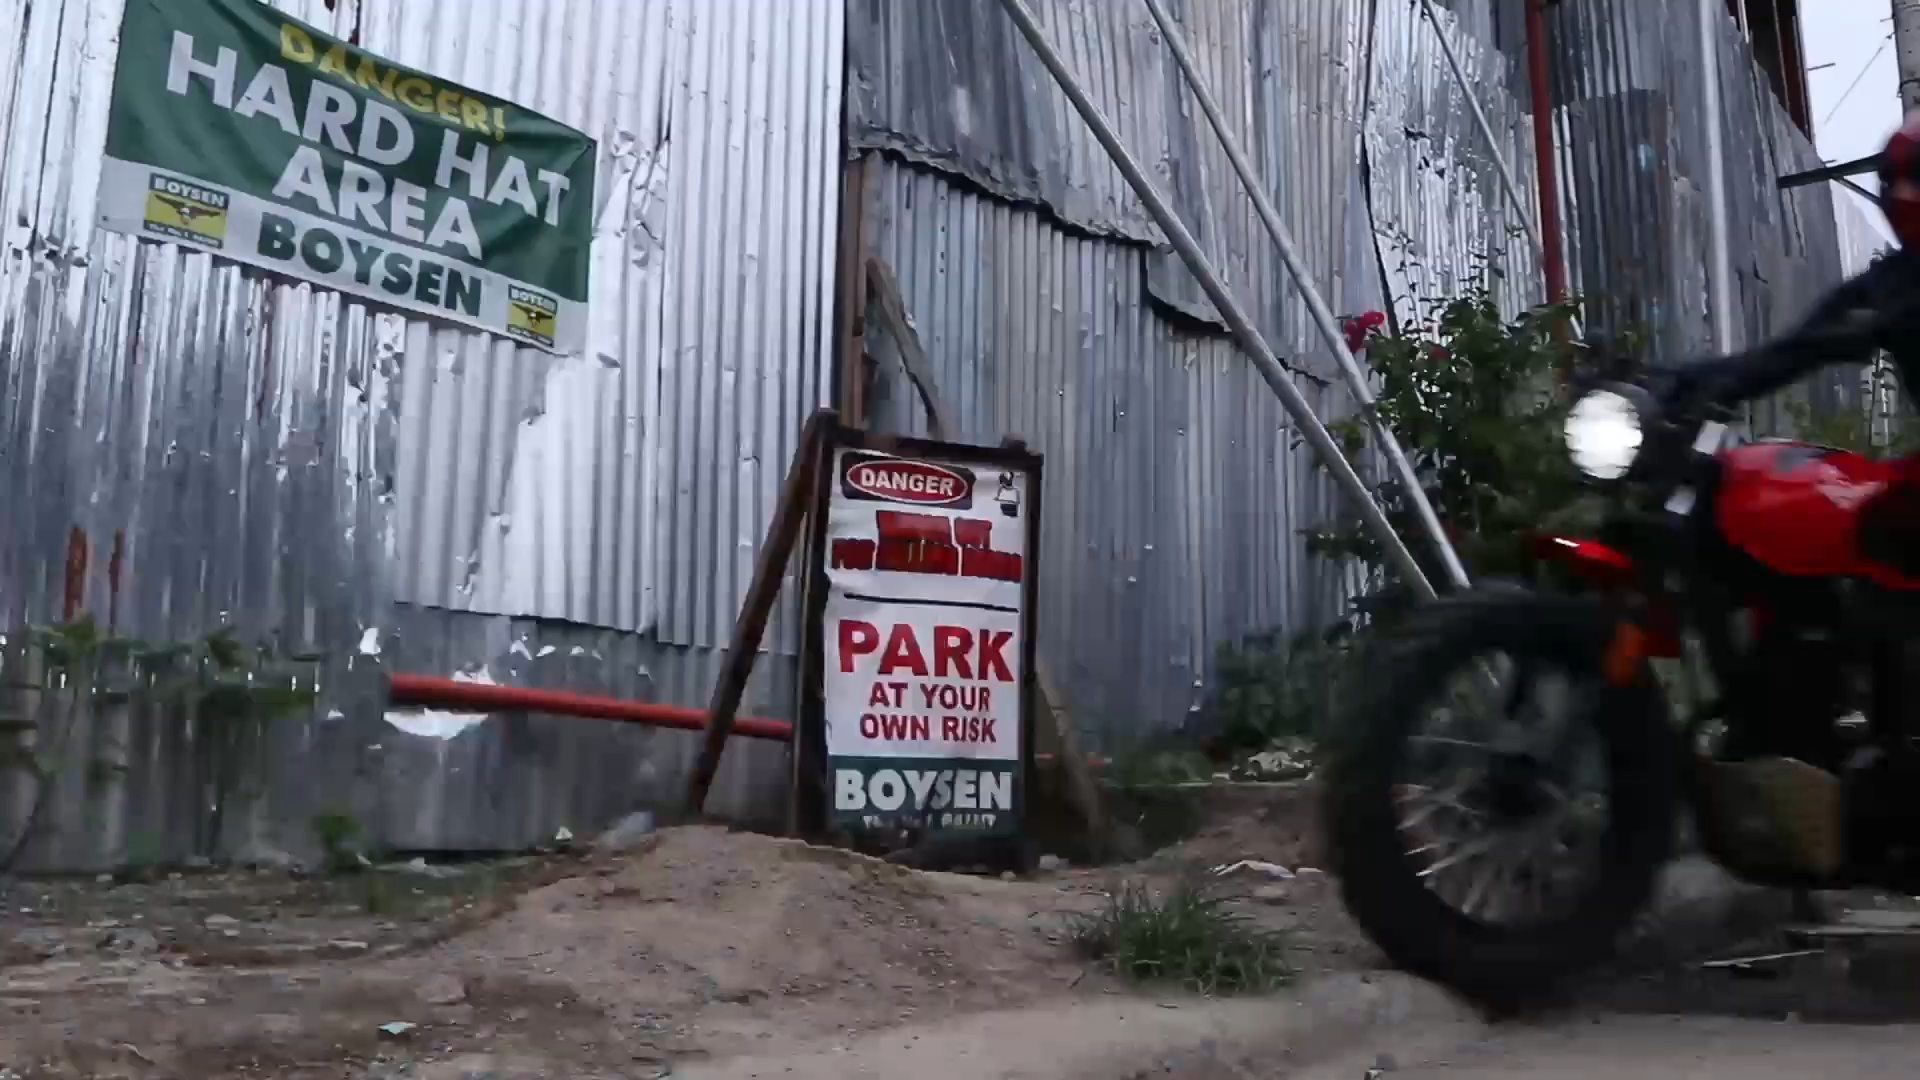 DANGER!
HARD HAT
AREA
BOYSEN
BOYSEN
BOYSEN
DANGER
PARK
AT YOUR
OWN RISK
BOYSEN